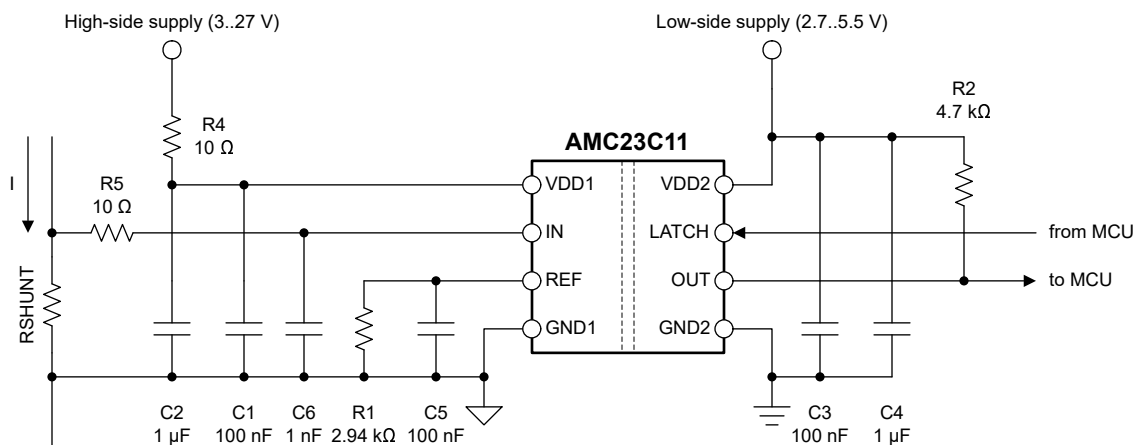 High-side supply (3..27 V)
Low-side supply (2.7..5.5 V)
R2
4.7 kΩ
R4
10 Ω
AMC23C11
I
R5
10 Ω
VDD1
VDD2
IN
LATCH
from MCU
RSHUNT
REF
OUT
to MCU
GND1
GND2
C2
1 µF
C1
100 nF
C6
1 nF
R1
2.94 kΩ
C5
100 nF
C3
100 nF
C4
1 µF